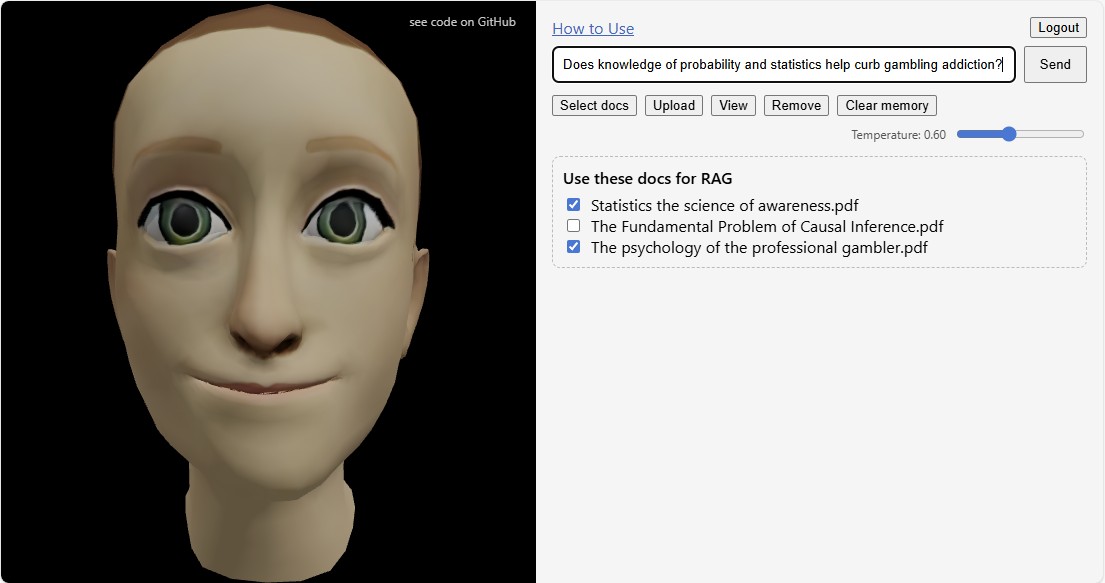 see code on GitHub
How to Use
Logout
Does knowledge of probability and statistics help curb gambling addiction?
Send
Select docs
Upload
View
Remove
Clear memory
Temperature: 0.60
Use these docs for RAG
Statistics the science of awareness.pdf
The Fundamental Problem of Causal Inference.pdf
The psychology of the professional gambler.pdf